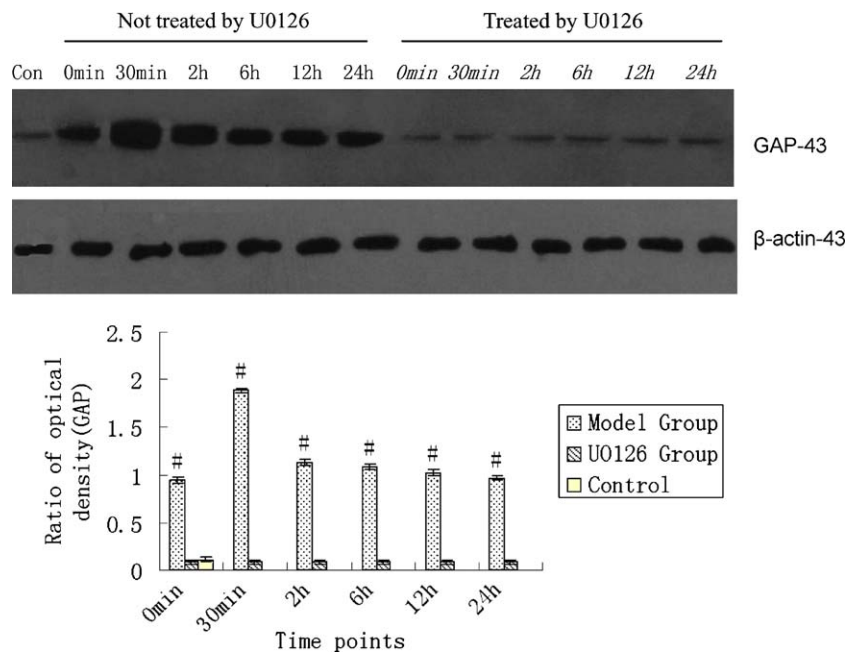 Not treated by U0126 Treated by U0126
Con 0min 30min 2h 6h 12h 24h 0min 30min 2h 6h 12h 24h
GAP-43
β-actin-43
Ratio of optical
density(GAP)
2.5
2
1.5
1
0.5
0
# # # # # #
Model Group
U0126 Group
Control
0min 30min 2h 6h 12h 24h
Time points